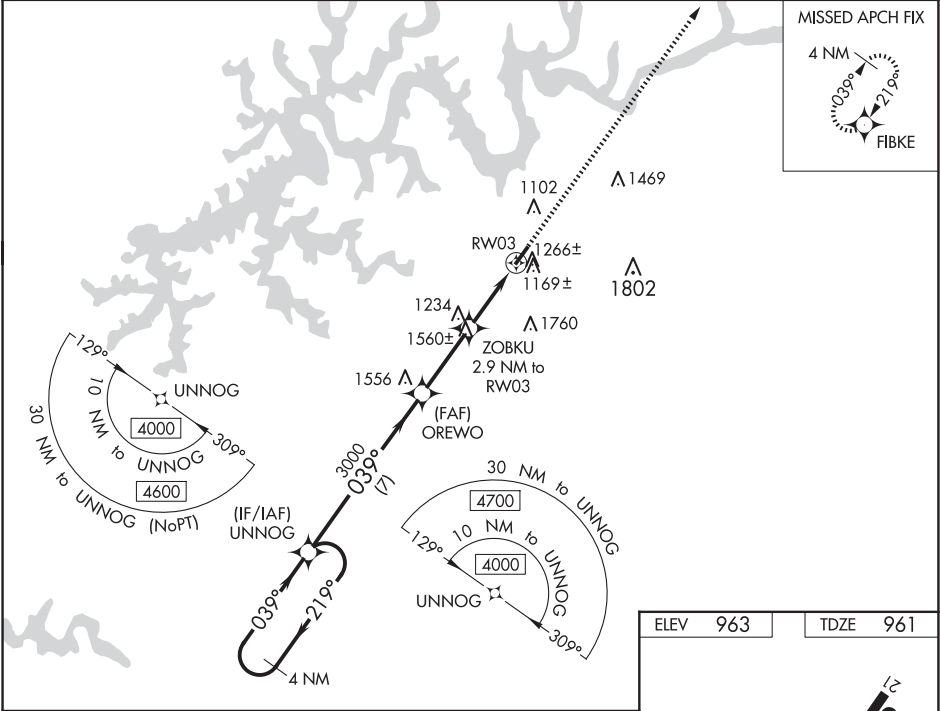 MISSED APCH FIX
4 NM
039°
219°
FIBKE
1469
1102
RW03
1266±
1169±
1802
1234
1560±
1760
ZOBKU
2.9 NM to
RW03
1556
(FAF)
OREWO
129°
UNNOG
4000
309°
10 NM to UNNOG
4600
30 NM to UNNOG (NoPT)
3000
039°
(7)
(IF/IAF)
UNNOG
30 NM to UNNOG
4700
10 NM to UNNOG
129°
4000
UNNOG
309°
039°
219°
4 NM
ELEV 963
TDZE 961
21